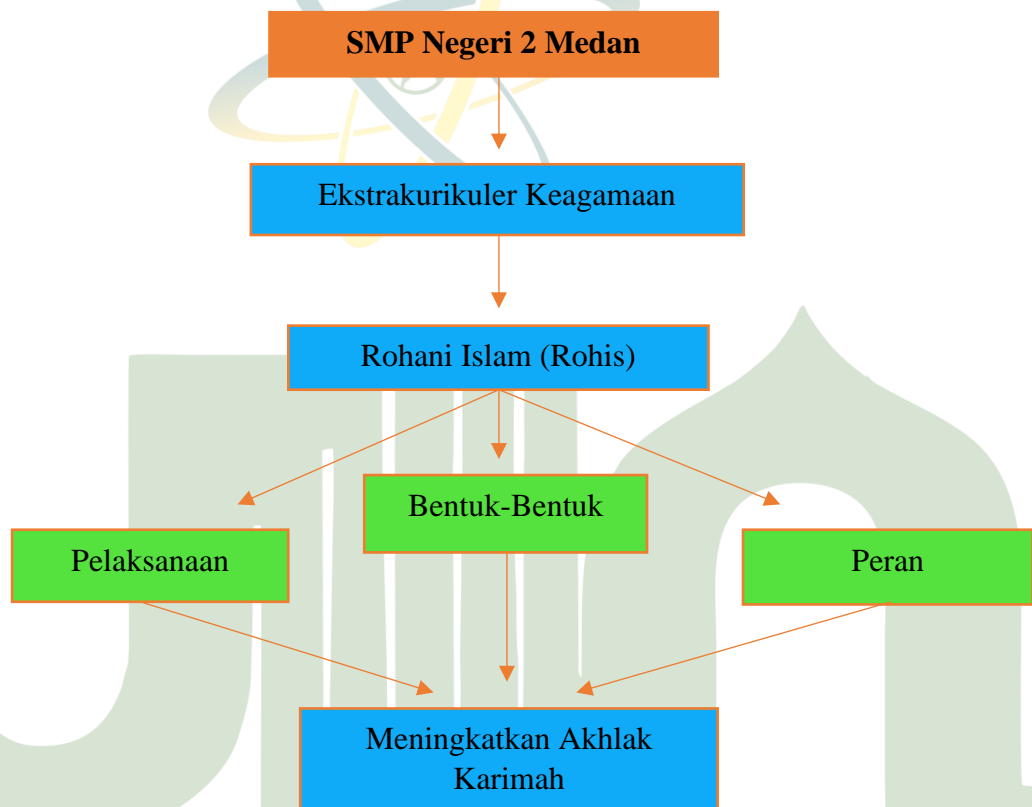 SMP Negeri 2 Medan
Ekstrakurikuler Keagamaan
Rohani Islam (Rohis)
Bentuk-Bentuk
Pelaksanaan
Peran
Meningkatkan Akhlak
Karimah